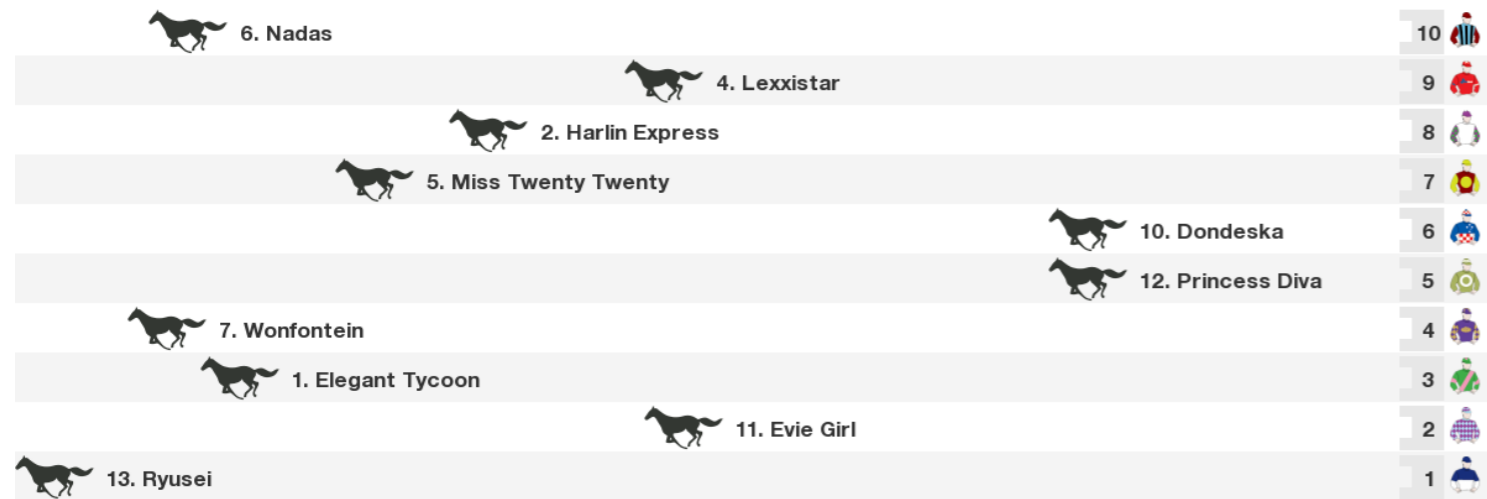 6. Nadas 10
4. Lexxistar 9
2. Harlin Express 8
5. Miss Twenty Twenty 7
10. Dondeska 6
12. Princess Diva 5
7. Wonfontein 4
1. Elegant Tycoon 3
11. Evie Girl 2
13. Ryusei 1